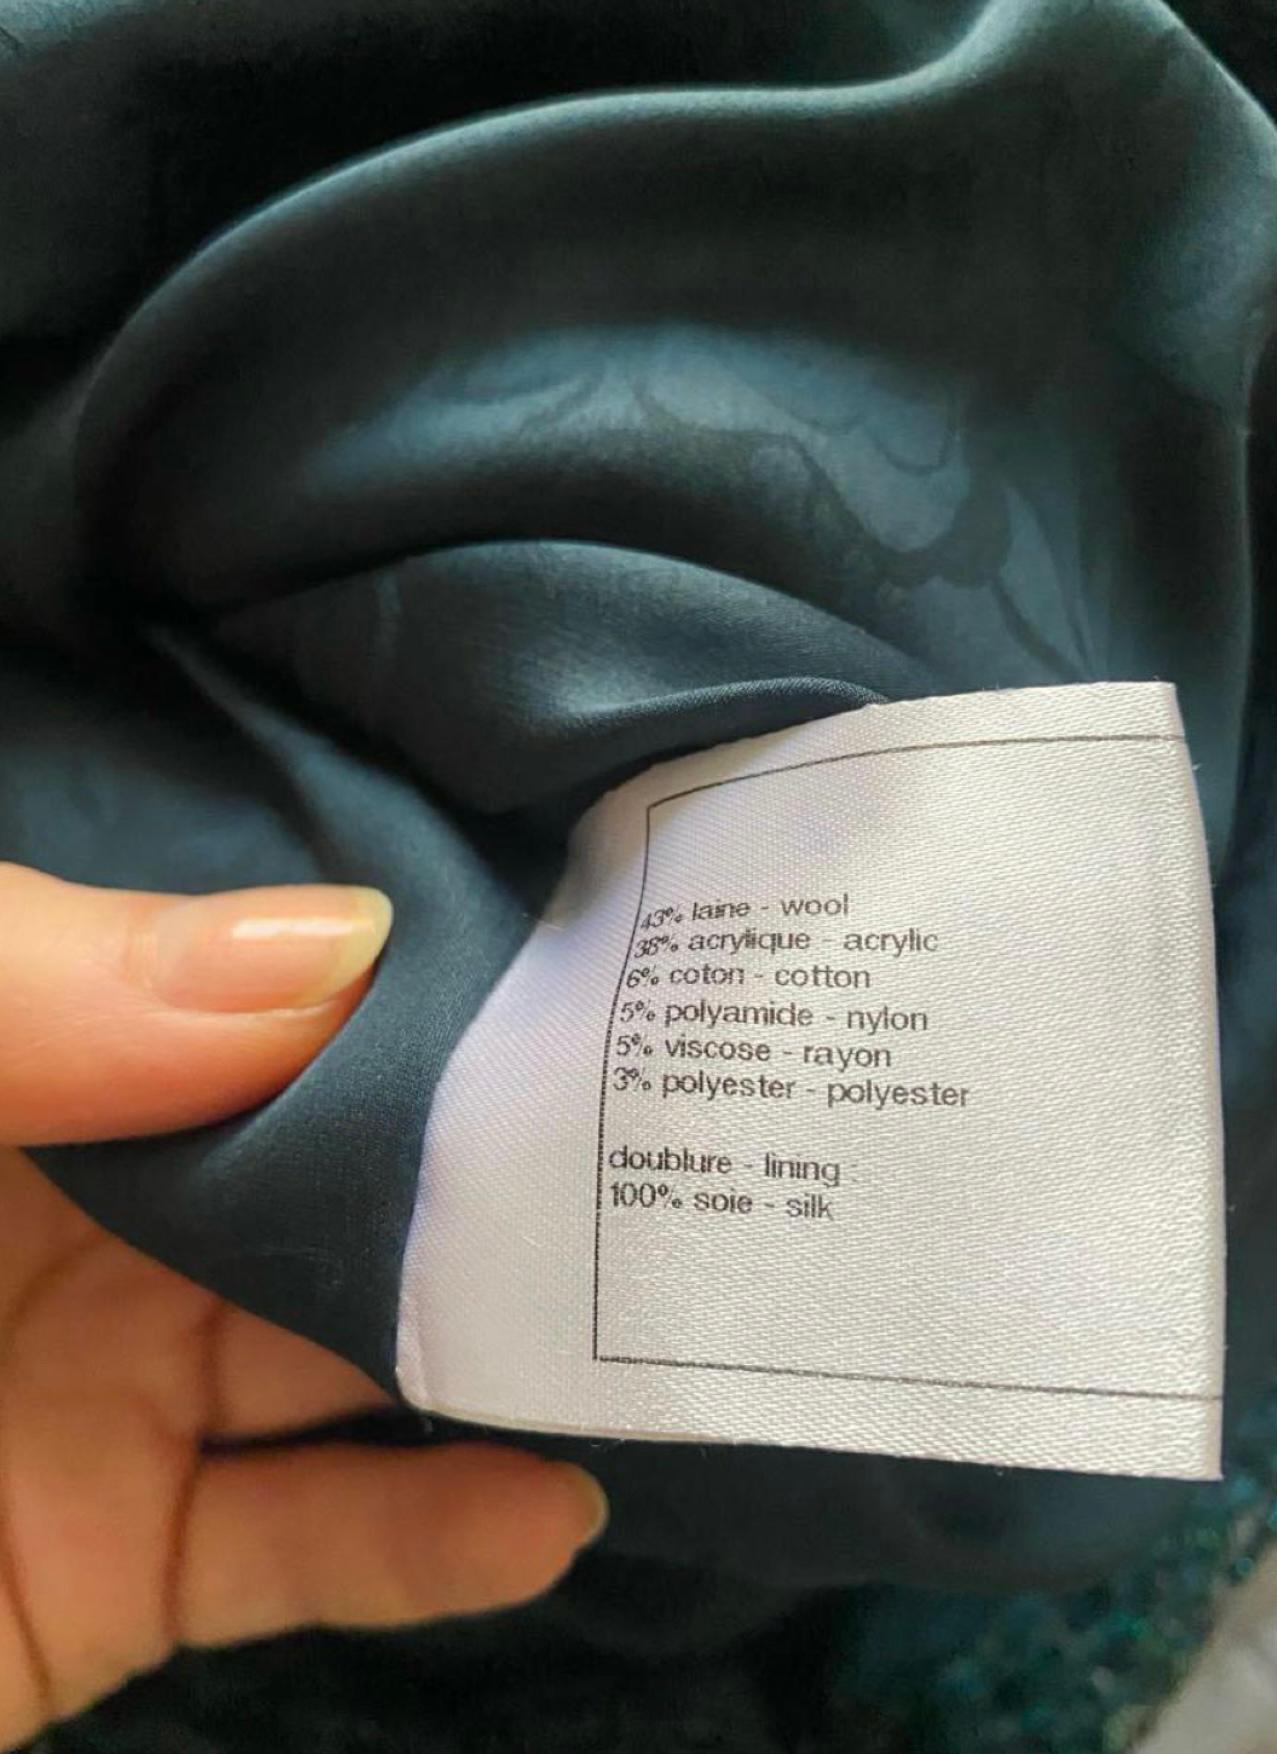 43% laine - wool
38% acrylique - acrylic
6% coton - cotton
5% polyamide - nylon
5% viscose - rayon
3% polyester - polyester
doublure - lining :
100% soie - silk